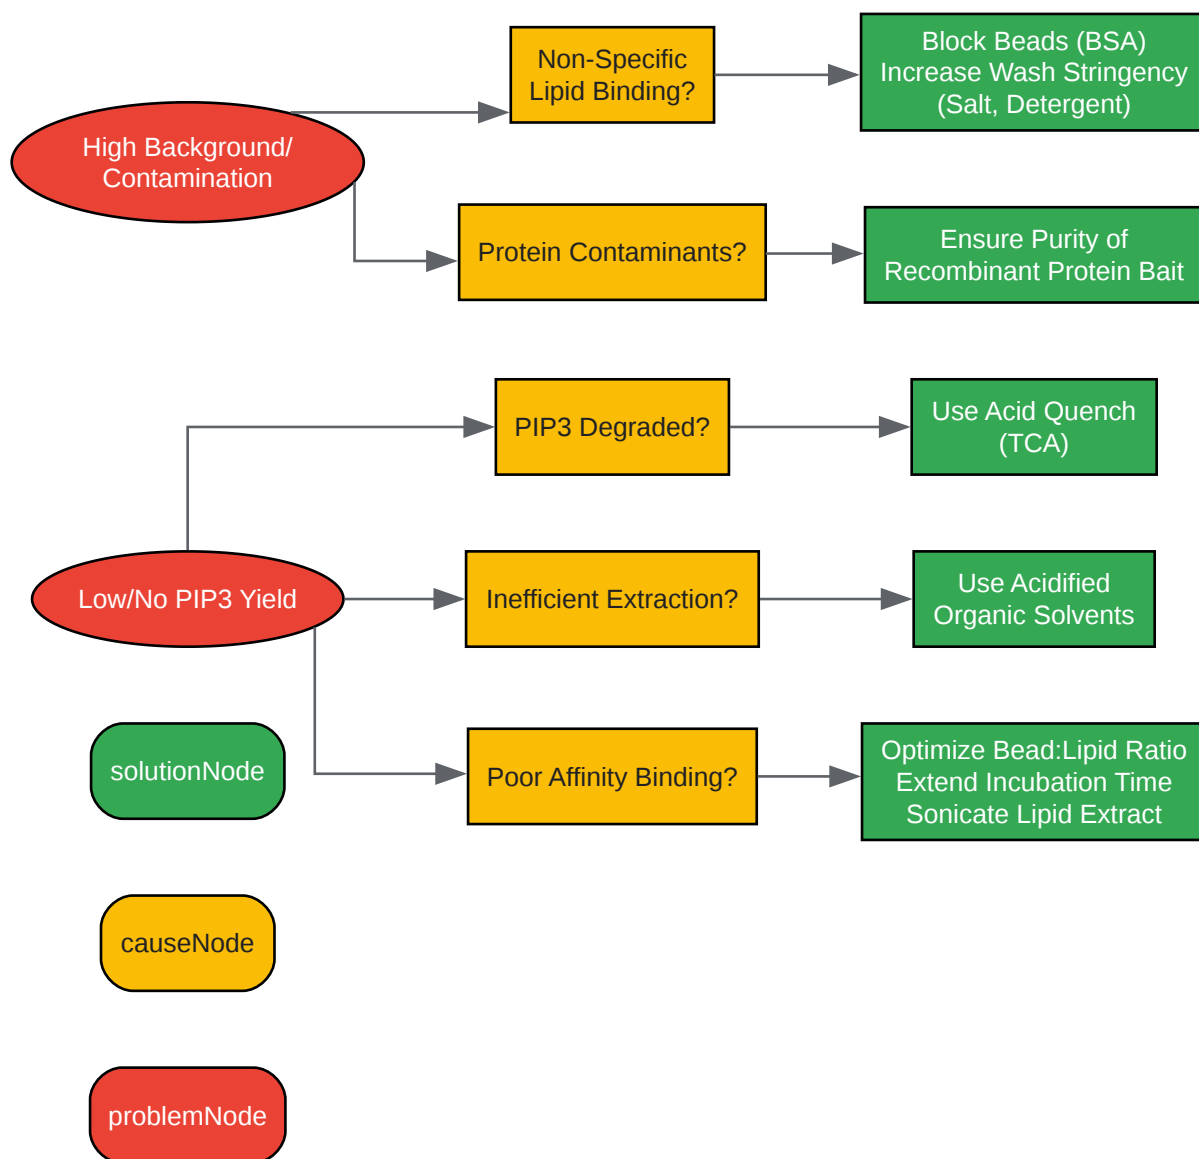 High Background/
Contamination
Non-Specific
Lipid Binding?
Block Beads (BSA)
Increase Wash Stringency
(Salt, Detergent)
Protein Contaminants?
Ensure Purity of
Recombinant Protein Bait
Low/No PIP3 Yield
PIP3 Degraded?
Use Acid Quench
(TCA)
Inefficient Extraction?
Use Acidified
Organic Solvents
Poor Affinity Binding?
Optimize Bead:Lipid Ratio
Extend Incubation Time
Sonicate Lipid Extract
solutionNode
causeNode
problemNode